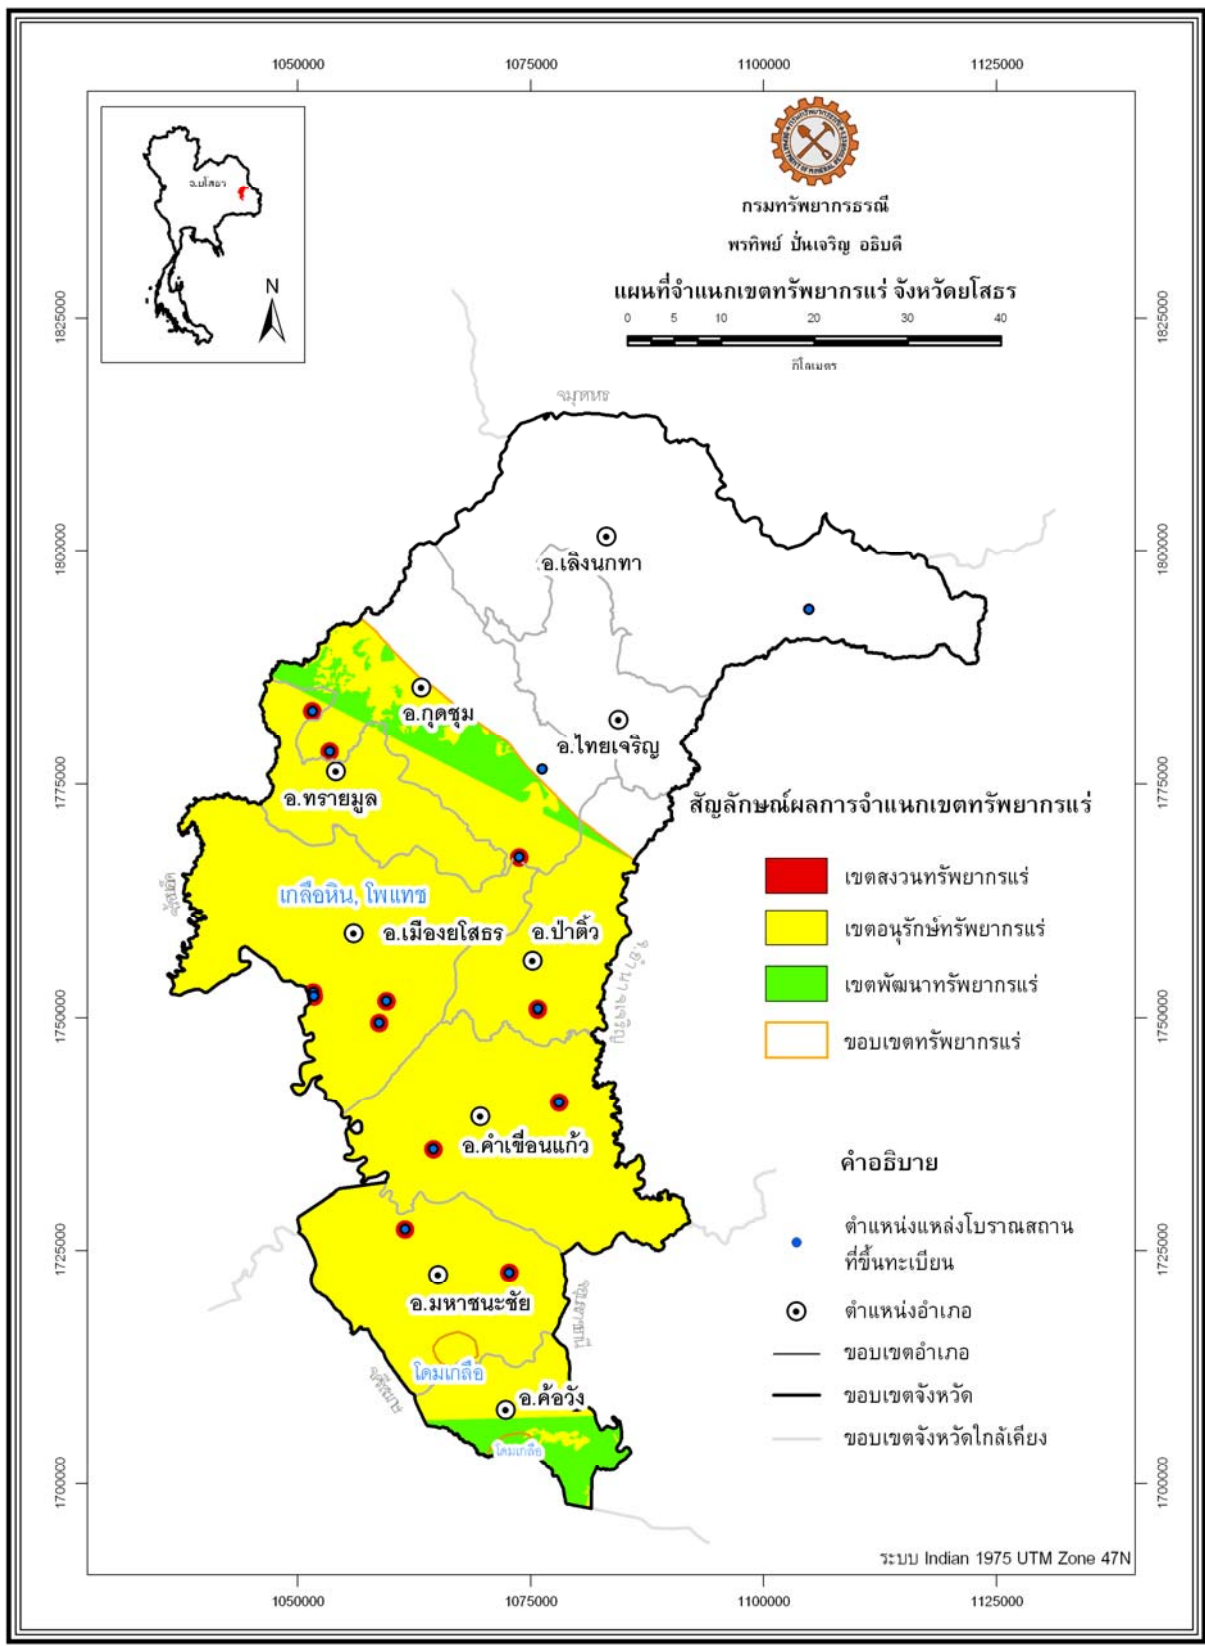 1050000 1075000 1100000 1125000
จ.ยโสธร
N
กรมทรัพยากรธรณี
พรทิพย์ ปั่นเจริญ อธิบดี
แผนที่จำแนกเขตทรัพยากรแร่ จังหวัดยโสธร
0 5 10 20 30 40
กิโลเมตร
1825000
1825000
1800000
1800000
อ.เลิงนกทา
อ.กุดชุม
อ.ไทยเจริญ
1775000
1775000
อ.ทรายมูล
สัญลักษณ์ผลการจำแนกเขตทรัพยากรแร่
เขตสงวนทรัพยากรแร่
เกลือหิน, โพแทช
อ.เมืองยโสธร
อ.ป่าติ้ว
เขตอนุรักษ์ทรัพยากรแร่
จ.อำนาจเจริญ
เขตพัฒนาทรัพยากรแร่
1750000
1750000
ขอบเขตทรัพยากรแร่
อ.คำเขื่อนแก้ว
คำอธิบาย
ตำแหน่งแหล่งโบราณสถาน
ที่ขึ้นทะเบียน
1725000
1725000
อ.มหาชนะชัย
ตำแหน่งอำเภอ
ขอบเขตอำเภอ
โดมเกลือ
อ.ค้อวัง
ขอบเขตจังหวัด
โดมเกลือ
ขอบเขตจังหวัดใกล้เคียง
1700000
1700000
ระบบ Indian 1975 UTM Zone 47N
1050000 1075000 1100000 1125000